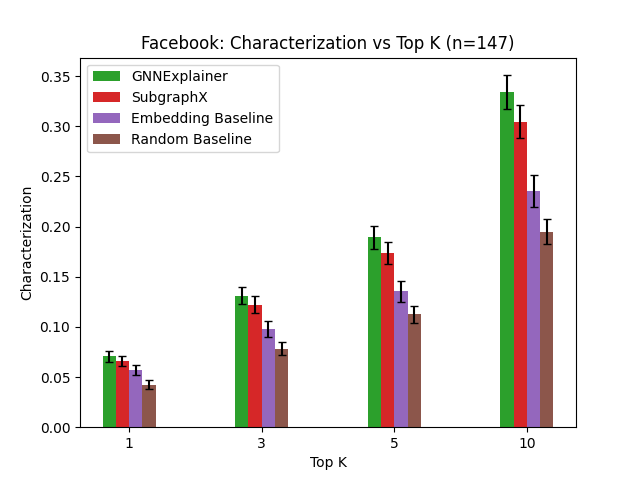 Facebook: Characterization vs Top K (n=147)
GNNExplainer
SubgraphX
Embedding Baseline
Random Baseline
0.35
0.30
0.25
0.20
0.15
0.10
0.05
0.00
Characterization
1 3 5 10
Top K